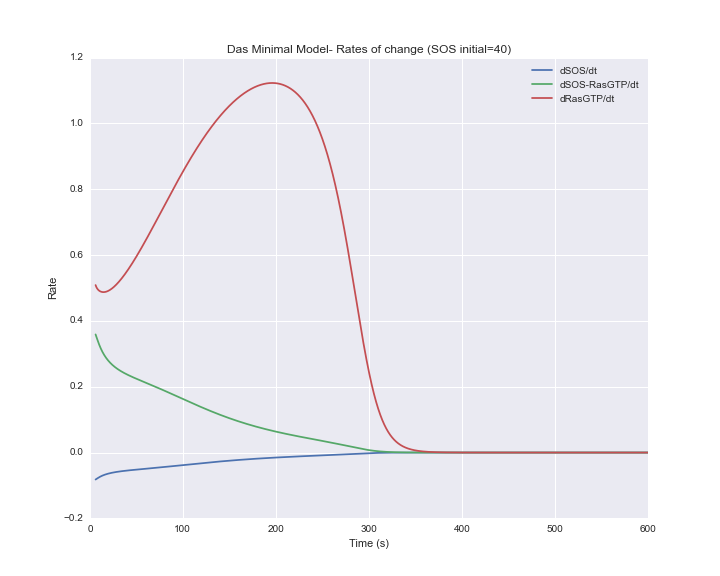 Das Minimal Model- Rates of change (SOS initial=40)
1.2
1.0
0.8
0.6
0.4
0.2
0.0
−0.2
Rate
dSOS/dt
dSOS-RasGTP/dt
dRasGTP/dt
0 100 200 300 400 500 600
Time (s)